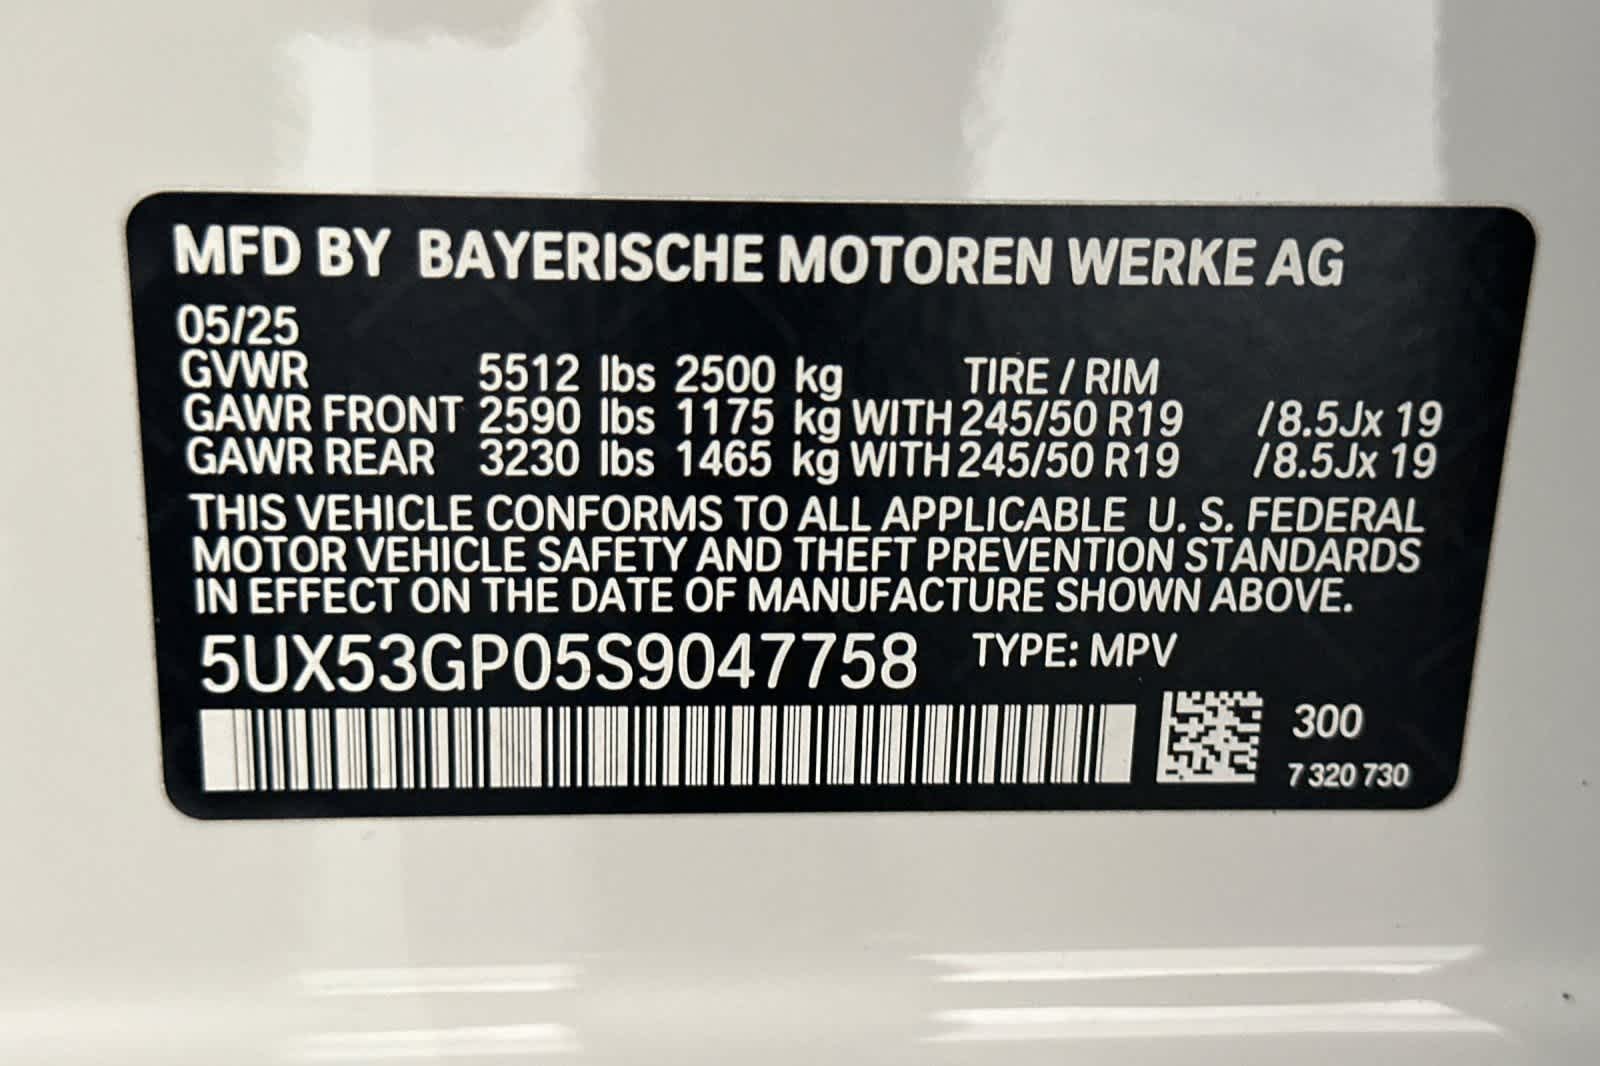 MFD BY BAYERISCHE MOTOREN WERKE AG
05/25
GVWR 5512 lbs 2500 kg TIRE / RIM
GAWR FRONT 2590 lbs 1175 kg WITH 245/50 R19 /8.5Jx 19
GAWR REAR 3230 lbs 1465 kg WITH 245/50 R19 /8.5Jx 19
THIS VEHICLE CONFORMS TO ALL APPLICABLE U. S. FEDERAL
MOTOR VEHICLE SAFETY AND THEFT PREVENTION STANDARDS
IN EFFECT ON THE DATE OF MANUFACTURE SHOWN ABOVE.
5UX53GP05S9047758 TYPE: MPV
300
7 320 730